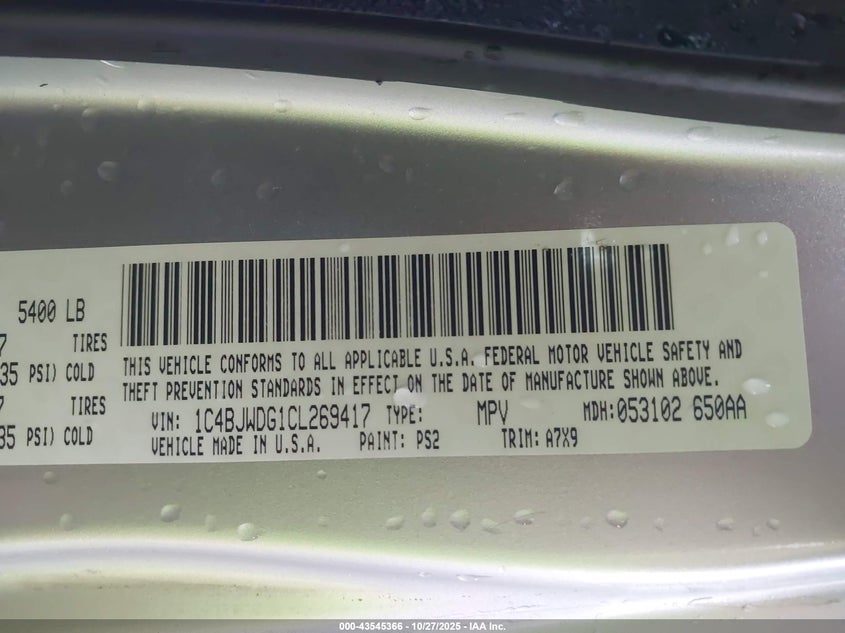 5400 LB
7 TIRES
35 PSI) COLD
7 TIRES
35 PSI) COLD
THIS VEHICLE CONFORMS TO ALL APPLICABLE U.S.A. FEDERAL MOTOR VEHICLE SAFETY AND
THEFT PREVENTION STANDARDS IN EFFECT ON THE DATE OF MANUFACTURE SHOWN ABOVE.
VIN: 1C4BJWDG1CL269417 TYPE: MPV MDH:053102 650AA
VEHICLE MADE IN U.S.A. PAINT: PS2 TRIM: A7X9
000-43545366 - 10/27/2025 - IAA Inc.